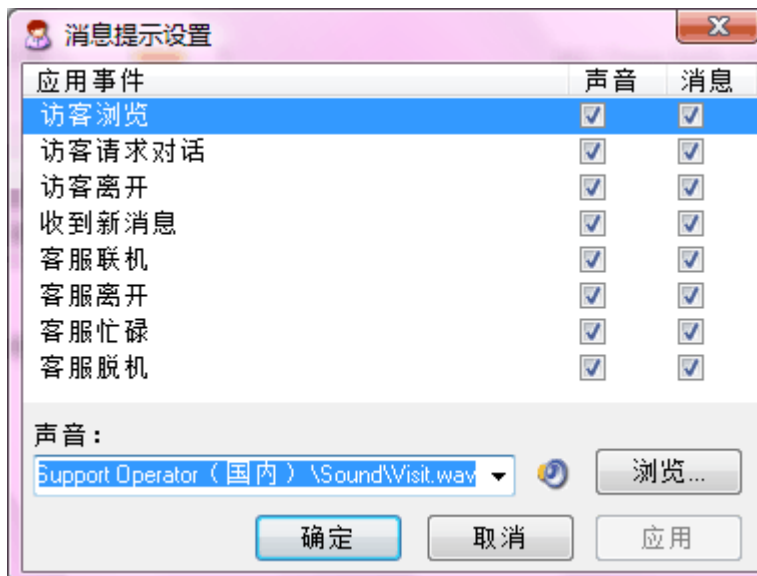 消息提示设置
应用事件 声音 消息
访客浏览
访客请求对话
访客离开
收到新消息
客服联机
客服离开
客服忙碌
客服脱机
声音：
Support Operator（国内）\Sound\Visit.wav 浏览...
确定 取消 应用